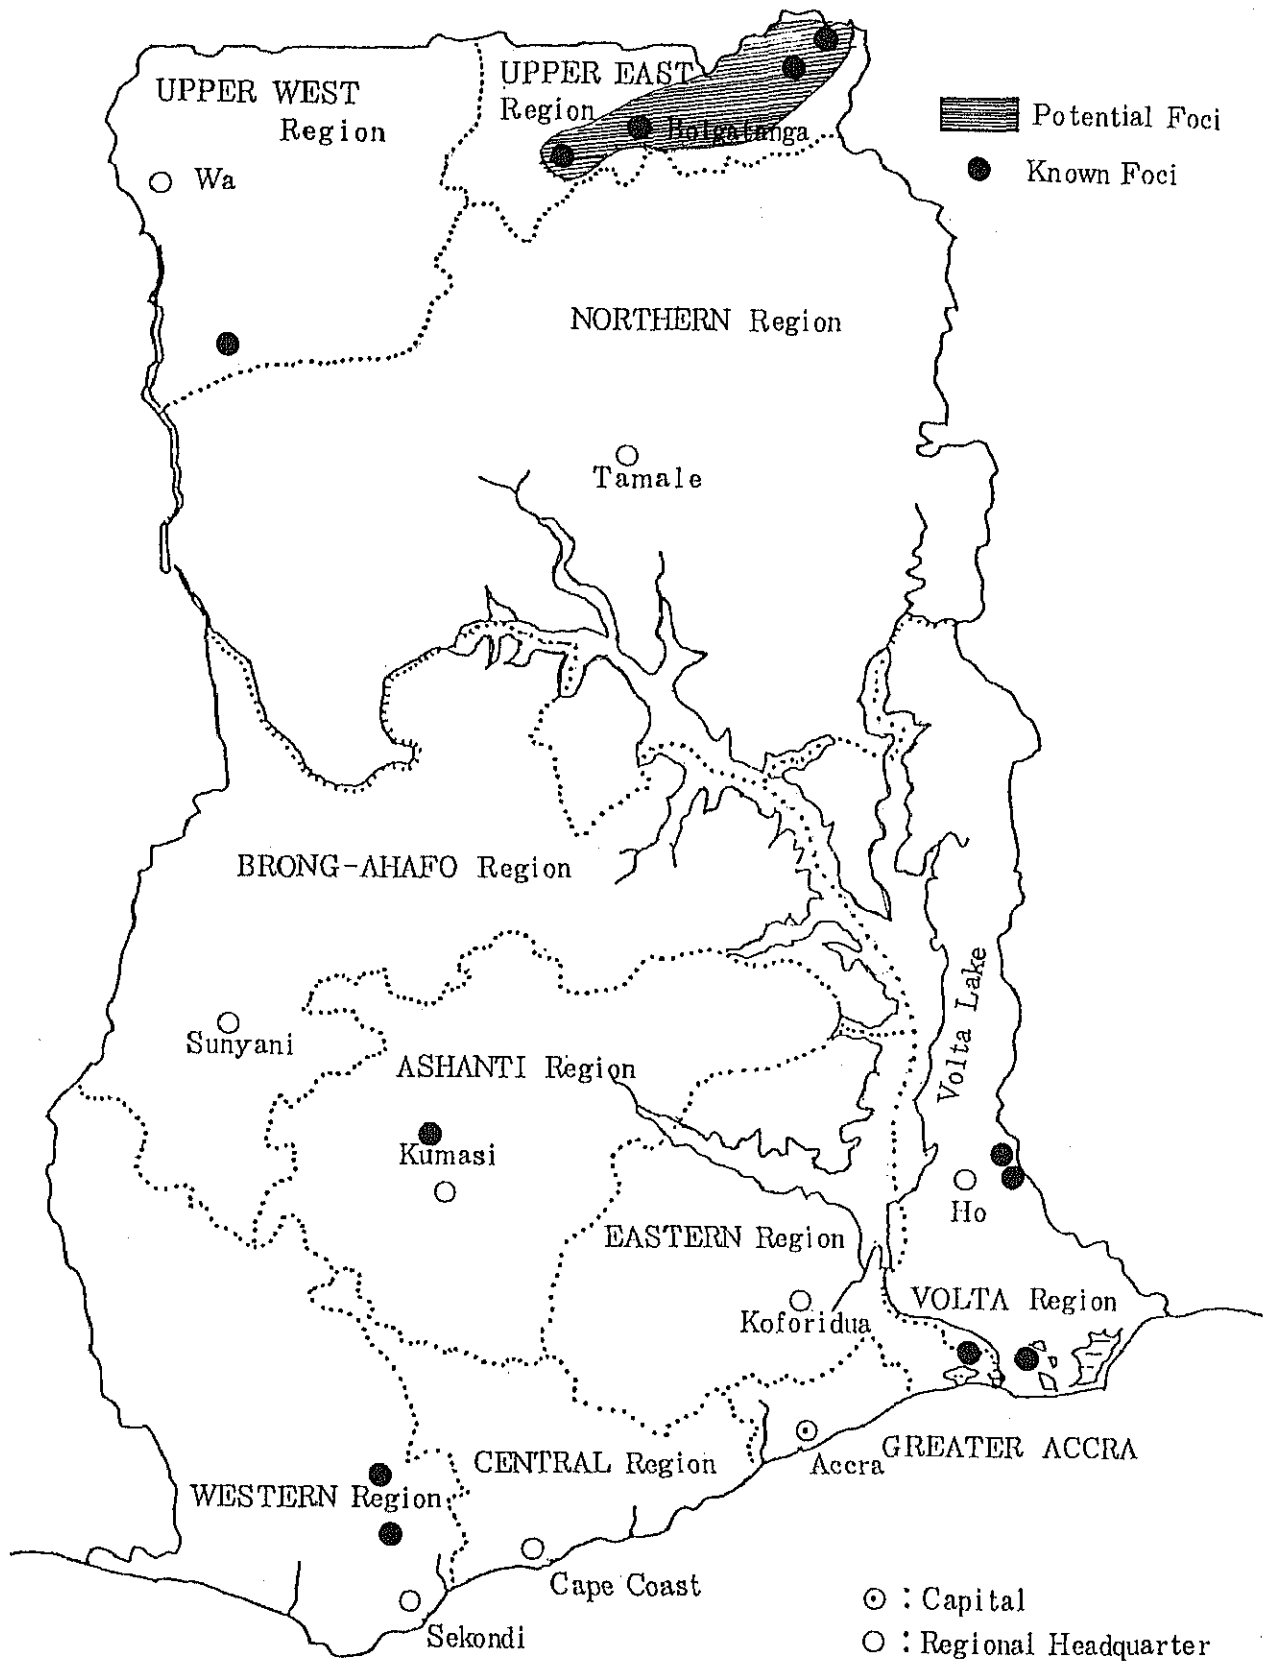 UPPER WEST
Region
UPPER EAST
Region
Bolgatanga
Potential Foci
Known Foci
Wa
NORTHERN Region
Tamale
BRONG-AHAFO Region
Volta Lake
Sunyani
ASHANTI Region
Kumasi
Ho
EASTERN Region
VOLTA Region
Koforidua
Accra
GREATER ACCRA
CENTRAL Region
WESTERN Region
Cape Coast
Sekondi
: Capital
: Regional Headquarter